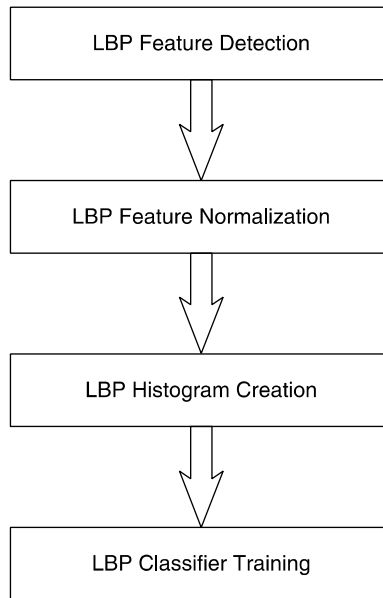 LBP Feature Detection
LBP Feature Normalization
LBP Histogram Creation
LBP Classifier Training